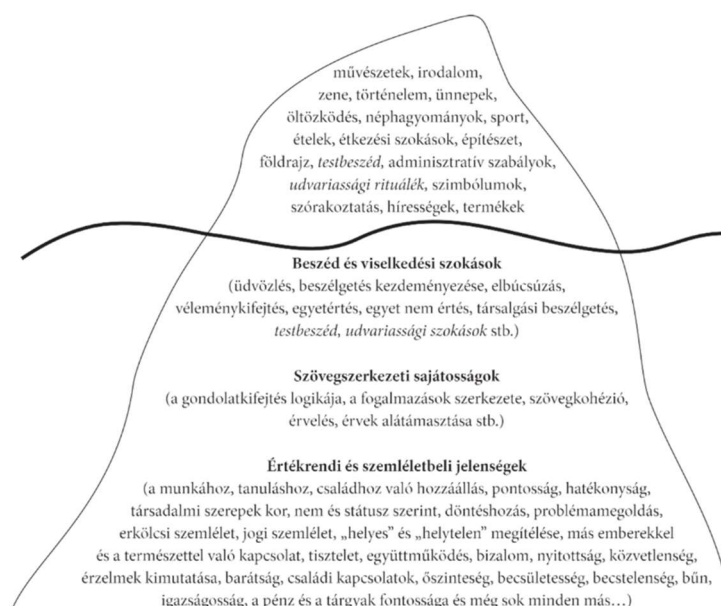 művészetek, irodalom,
zene, történelem, ünnepek,
öltözködés, néphagyományok, sport,
ételek, étkezési szokások, építészet,
földrajz, testbeszéd, adminisztratív szabályok,
udvariassági rituálék, szimbólumok,
szórakoztatás, hírességek, termékek
Beszéd és viselkedési szokások
(üdvözlés, beszélgetés kezdeményezése, elbúcsúzás,
véleménykifejtés, egyetértés, egyet nem értés, társalgási beszélgetés,
testbeszéd, udvariassági szokások stb.)
Szövegszerkezeti sajátosságok
(a gondolatkifejtés logikája, a fogalmazások szerkezete, szövegkohézió,
érvelés, érvek alátámasztása stb.)
Értékrendi és szemléletbeli jelenségek
(a munkához, tanuláshoz, családhoz való hozzáállás, pontosság, hatékonyság,
társadalmi szerepek kor, nem és státusz szerint, döntéshozás, problémamegoldás,
erkölcsi szemlélet, jogi szemlélet, „helyes” és „helytelen” megítélése, más emberekkel
és a természettel való kapcsolat, tisztelet, együttműködés, bizalom, nyitottság, közvetlenség,
érzelmek kimutatása, barátság, családi kapcsolatok, őszinteség, becsületesség, becstelenség, bűn,
igazságosság, a pénz és a tárgyak fontossága és még sok minden más…)